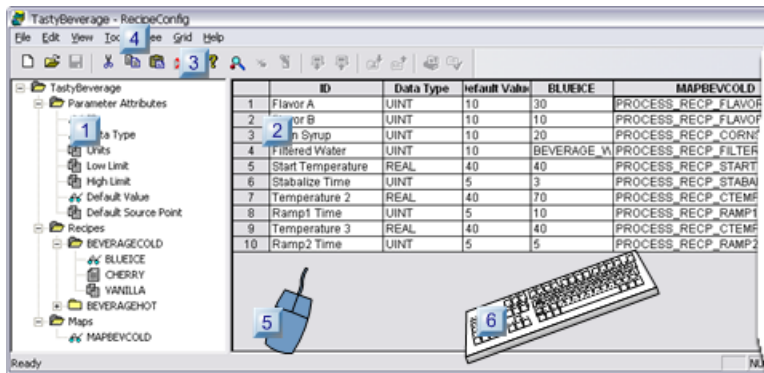 TastyBeverage - RecipeConfig
File Edit View Grid Help
4
3
TastyBeverage
Parameter Attributes
1
Type
Units
Low Limit
High Limit
Default Value
Default Source Point
Recipes
BEVERAGECOLD
BLUEICE
CHERRY
VANILLA
BEVERAGEHOT
Maps
MAPBEVCOLD
ID Data Type Value BLUEICE MAPBEVCOLD
1 Flavor A UINT 10 30 PROCESS_RECP_FLAVOR
2 B UINT 10 10 PROCESS_RECP_FLAVOR
3 2 Syrup UINT 10 20 PROCESS_RECP_CORNS
4 Filtered Water UINT 10 BEVERAGE_W PROCESS_RECP_FILTER
5 Start Temperature REAL 40 40 PROCESS_RECP_START
6 Stabalize Time UINT 5 3 PROCESS_RECP_STABA
7 Temperature 2 REAL 40 70 PROCESS_RECP_CTEMP
8 Ramp1 Time UINT 5 10 PROCESS_RECP_RAMP1
9 Temperature 3 REAL 40 40 PROCESS_RECP_CTEMP
10 Ramp2 Time UINT 5 5 PROCESS_RECP_RAMP2
5
6
Ready